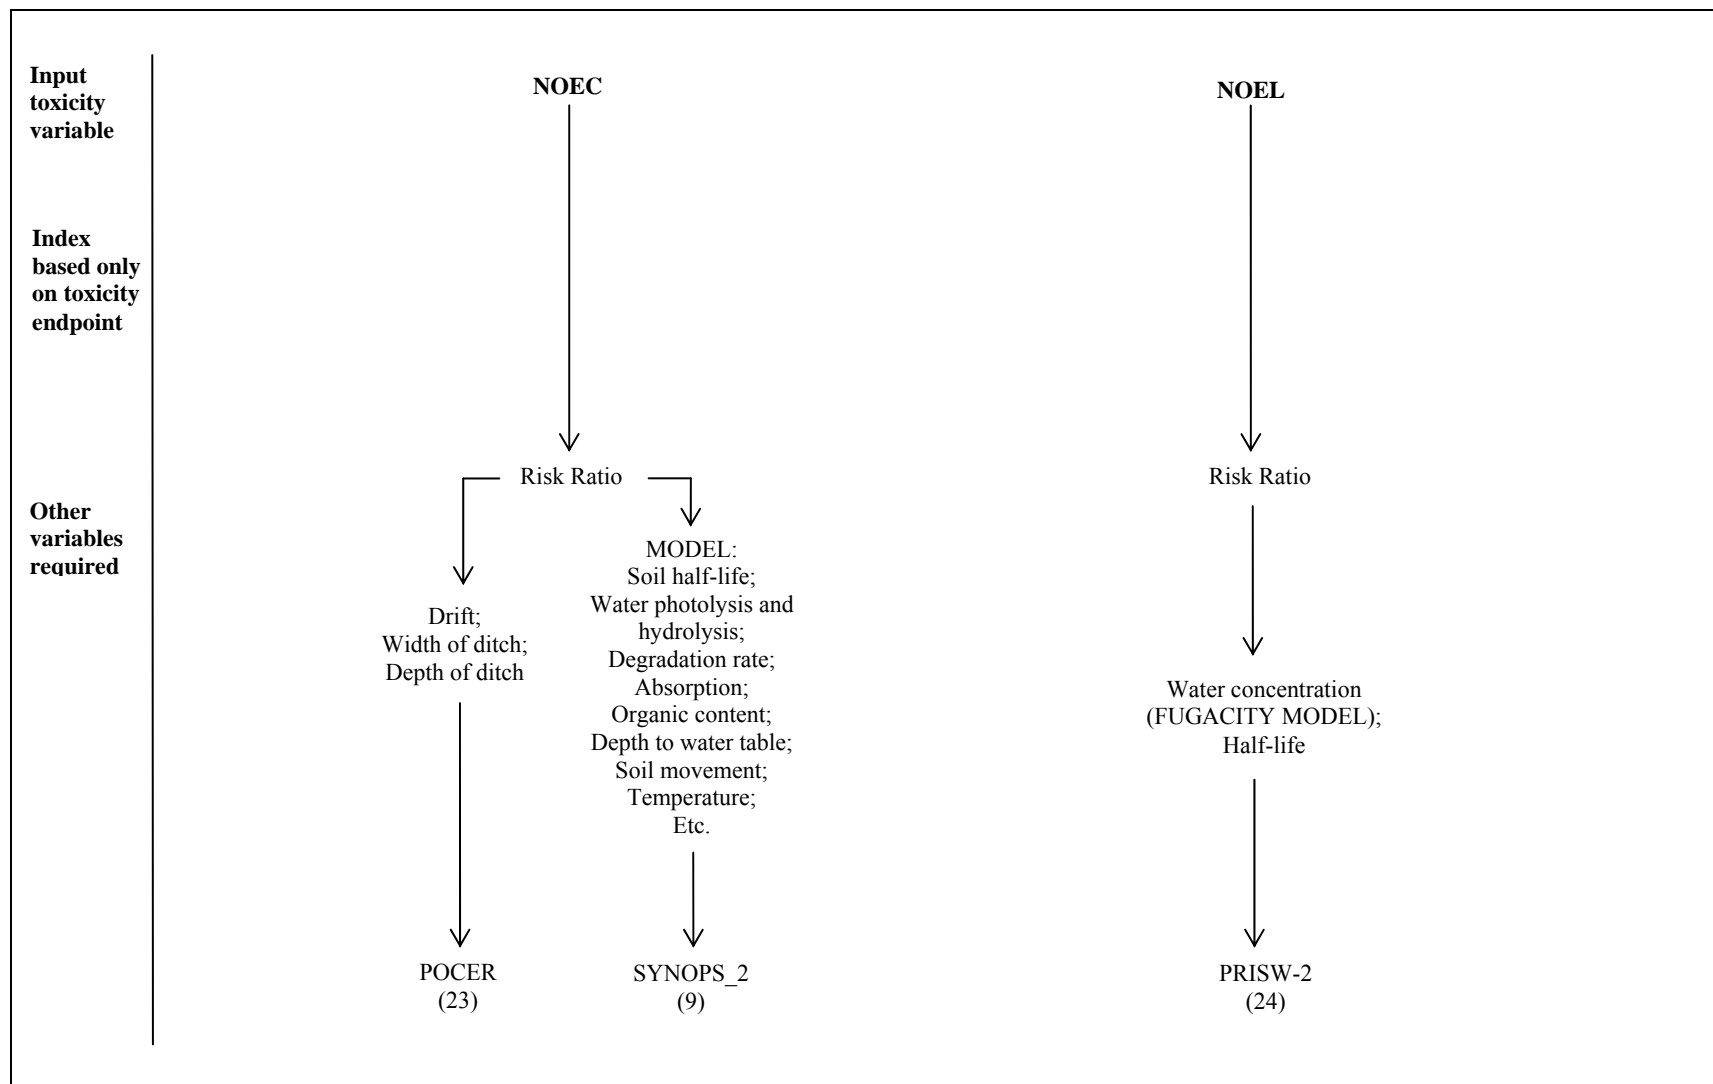 Input
toxicity
variable
NOEC
NOEL
Index
based only
on toxicity
endpoint
Risk Ratio
Risk Ratio
Other
variables
required
Drift;
Width of ditch;
Depth of ditch
MODEL:
Soil half-life;
Water photolysis and
hydrolysis;
Degradation rate;
Absorption;
Organic content;
Depth to water table;
Soil movement;
Temperature;
Etc.
Water concentration
(FUGACITY MODEL);
Half-life
POCER
(23)
SYNOPS_2
(9)
PRISW-2
(24)